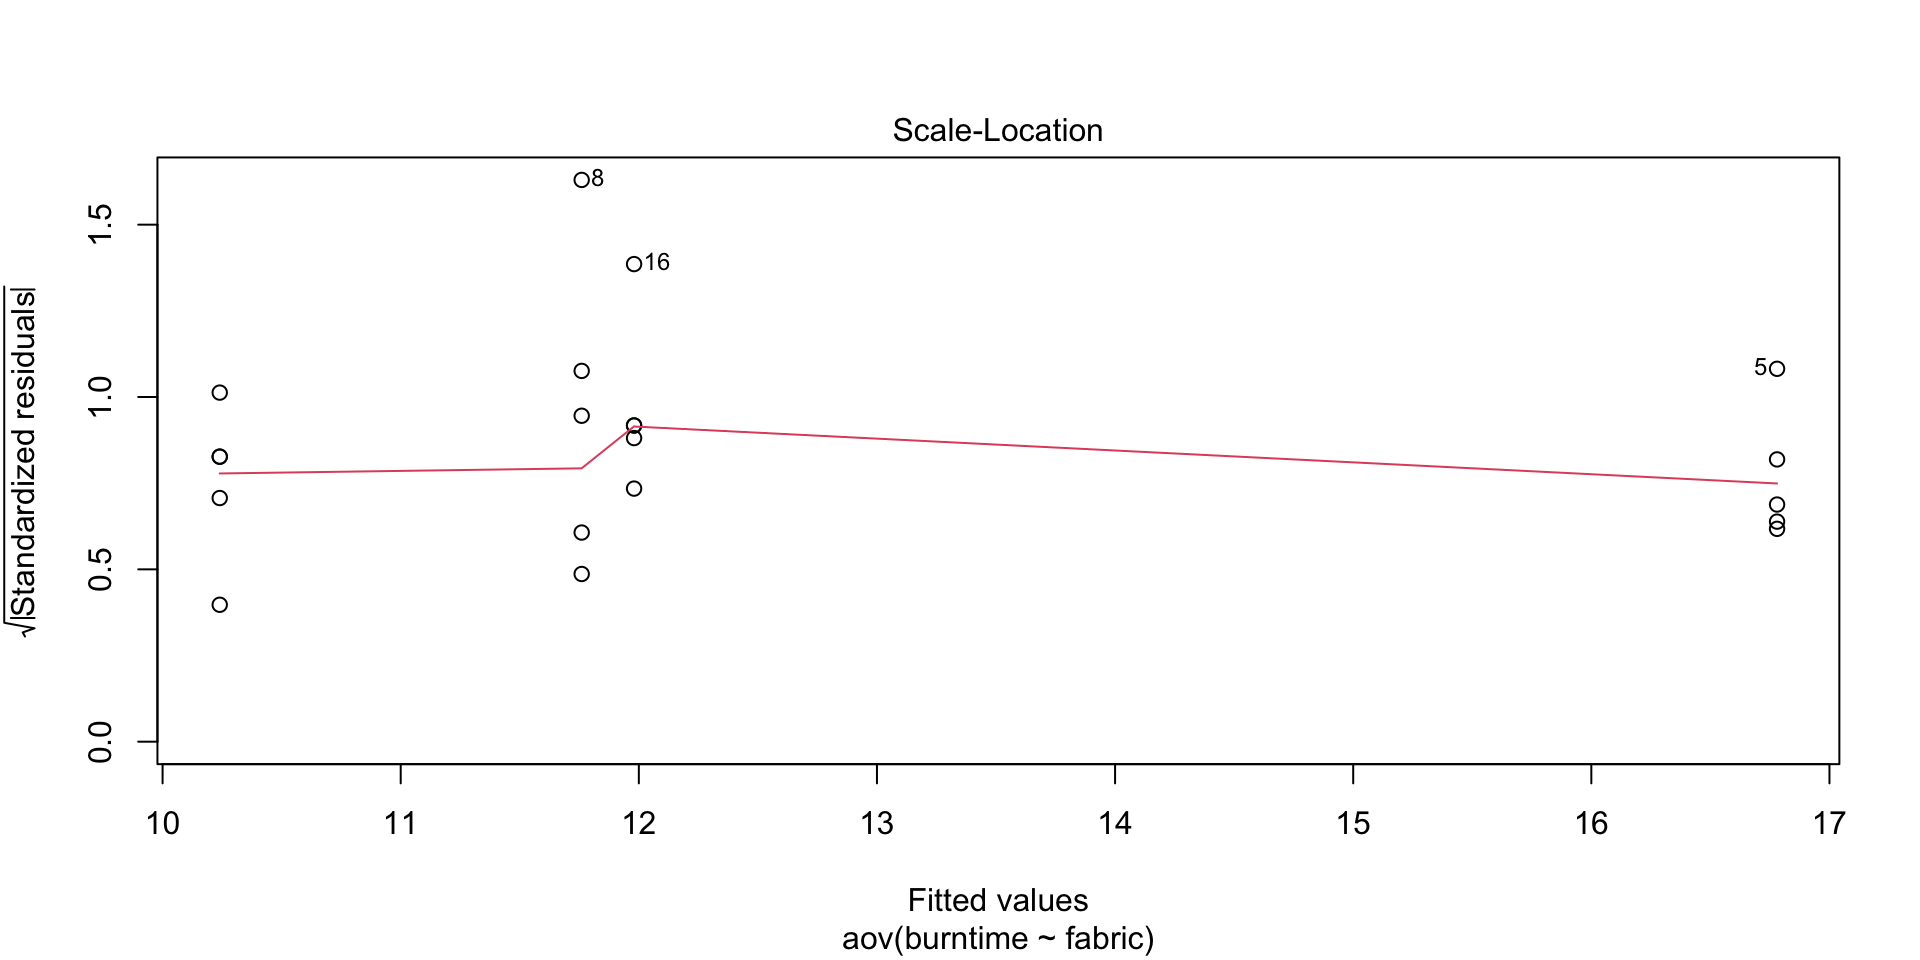 Scale-Location
√|Standardized residuals|
0.0 0.5 1.0 1.5
8
16
5
10 11 12 13 14 15 16 17
Fitted values
aov(burntime ~ fabric)